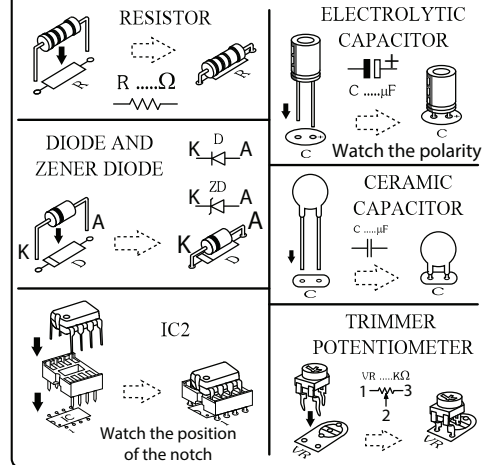 RESISTOR
R
R .....Ω
R
DIODE AND
ZENER DIODE
D
K A
ZD
K A
K A
D
K A
D
IC2
IC
Watch the position
of the notch
ELECTROLYTIC
CAPACITOR
+
C .....µF
C
C
Watch the polarity
CERAMIC
CAPACITOR
C .....µF
C
C
TRIMMER
POTENTIOMETER
VR .....KΩ
1 3
2
VR
VR